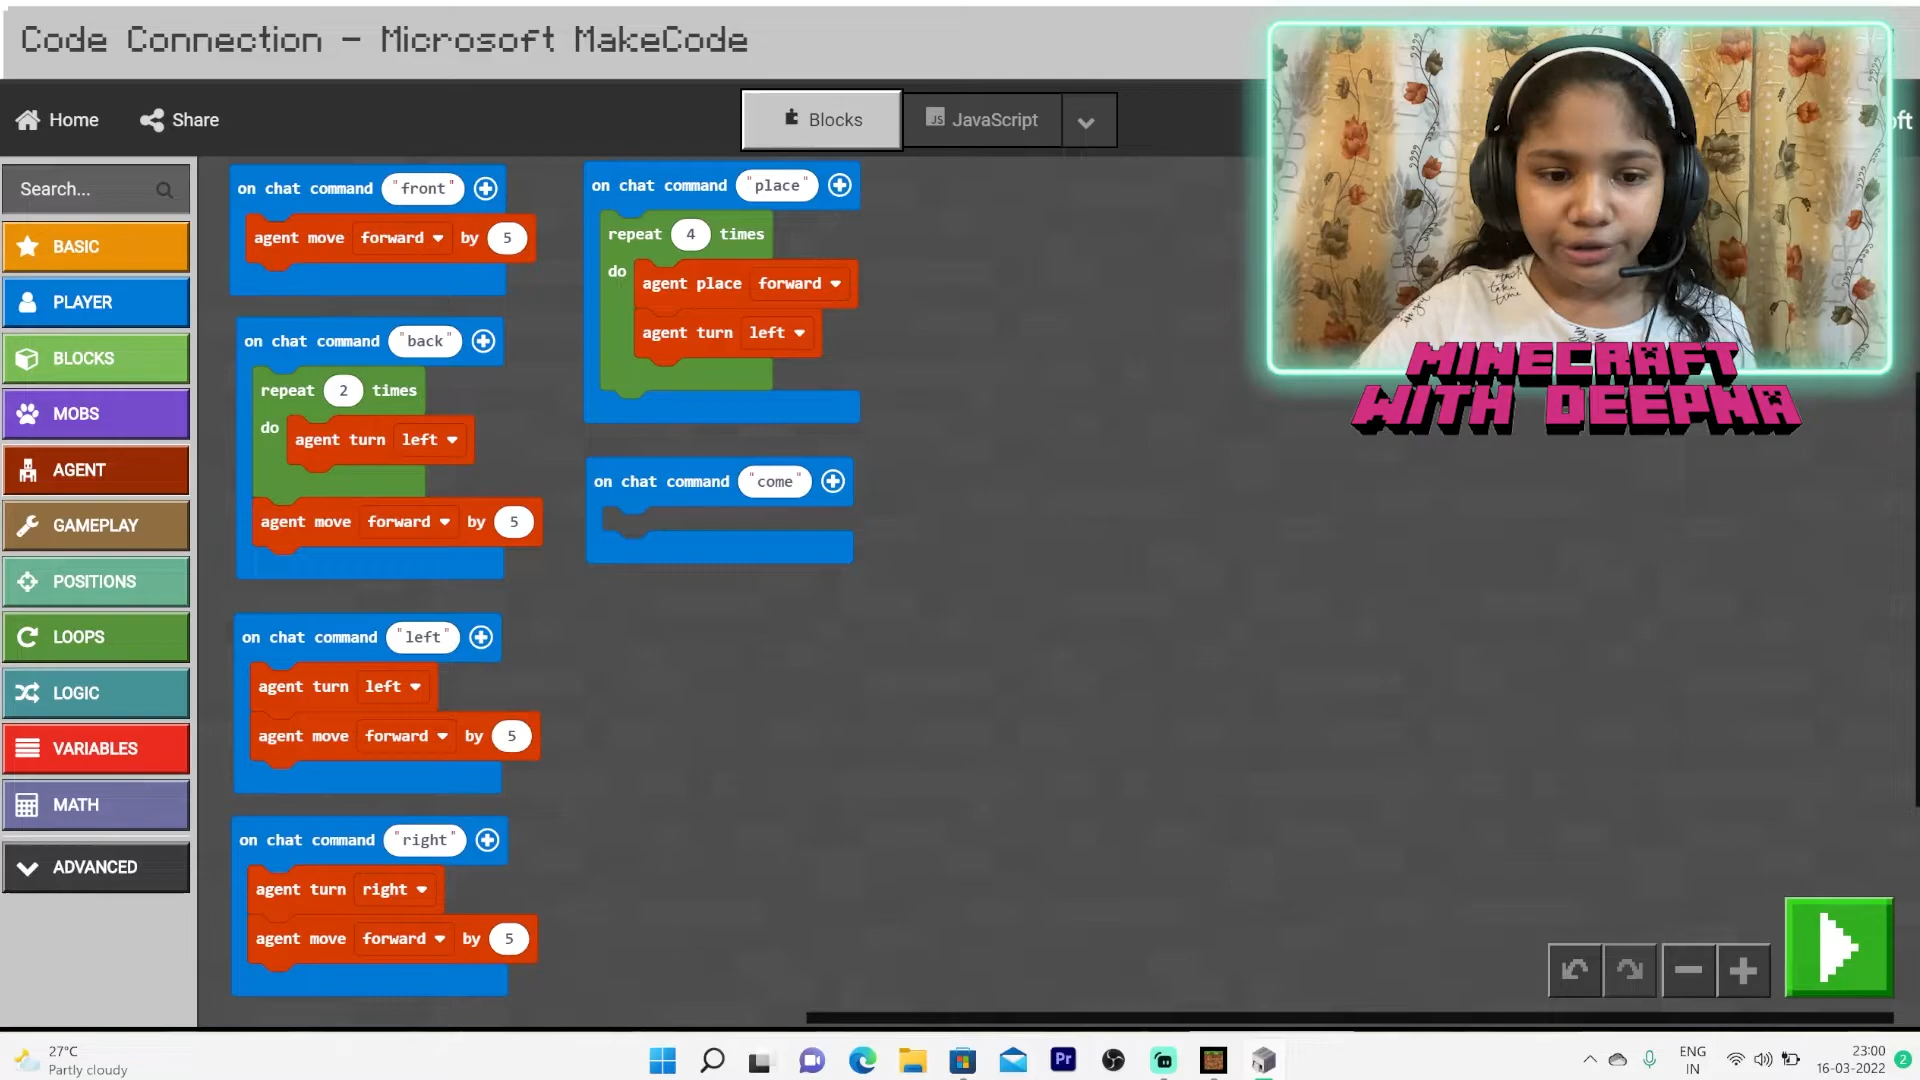 Code Connection - Microsoft MakeCode
Home
Share
Blocks
JS JavaScript
oft
Search...
BASIC
PLAYER
BLOCKS
MOBS
AGENT
GAMEPLAY
POSITIONS
LOOPS
LOGIC
VARIABLES
MATH
ADVANCED
on chat command "front"
agent move forward by 5
on chat command "back"
repeat 2 times
do
agent turn left
agent move forward by 5
on chat command "left"
agent turn left
agent move forward by 5
on chat command "right"
agent turn right
agent move forward by 5
on chat command "place"
repeat 4 times
do
agent place forward
agent turn left
on chat command "come"
MINECRAFT
WITH DEEPNA
27°C
Partly cloudy
Pr
ENG
IN
23:00
16-03-2022
2